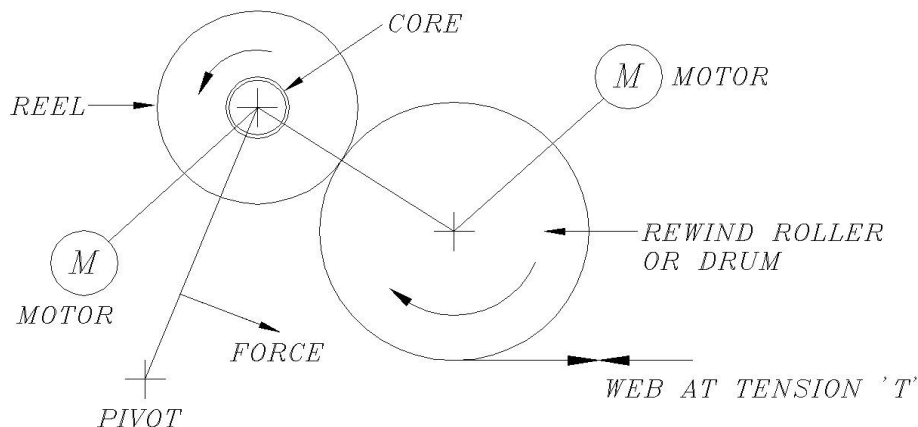 CORE
M
MOTOR
REEL
M
MOTOR
REWIND ROLLER
OR DRUM
FORCE
WEB AT TENSION 'T'
PIVOT